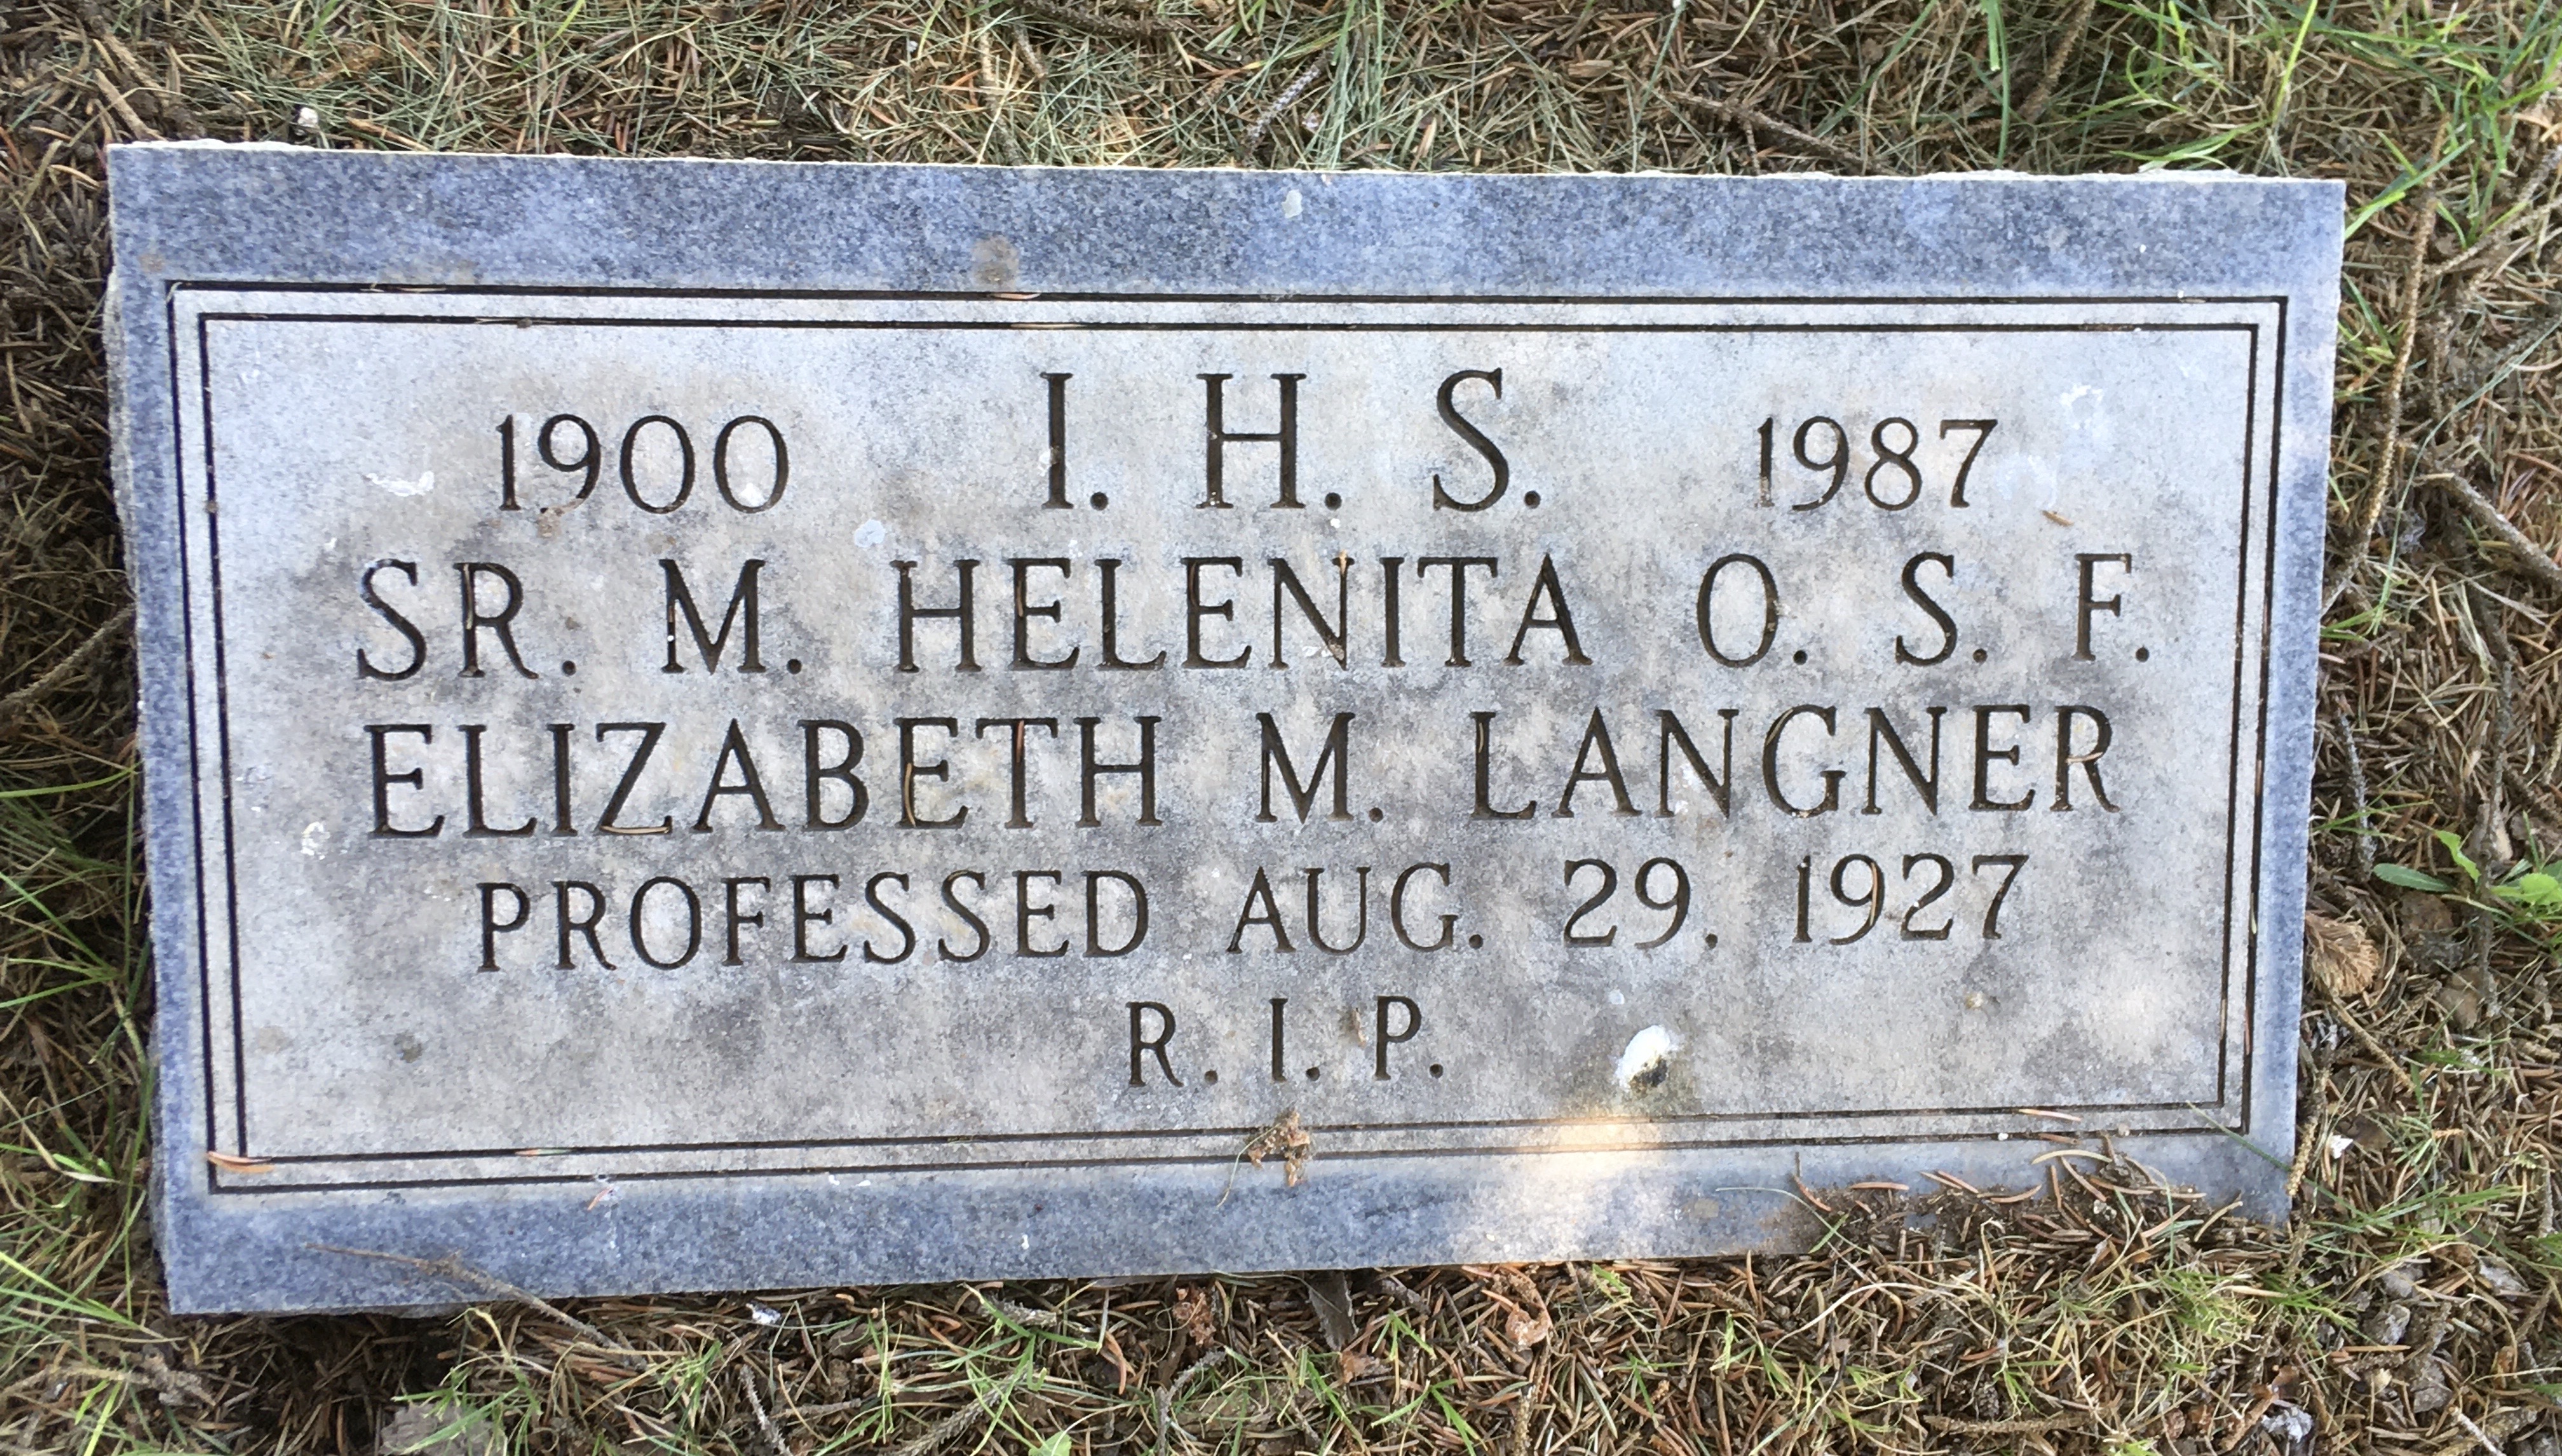 1900 I. H. S. 1987
SR. M. HELENITA O. S. F.
ELIZABETH M. LANGNER
PROFESSED AUG. 29. 1927
R. I. P.